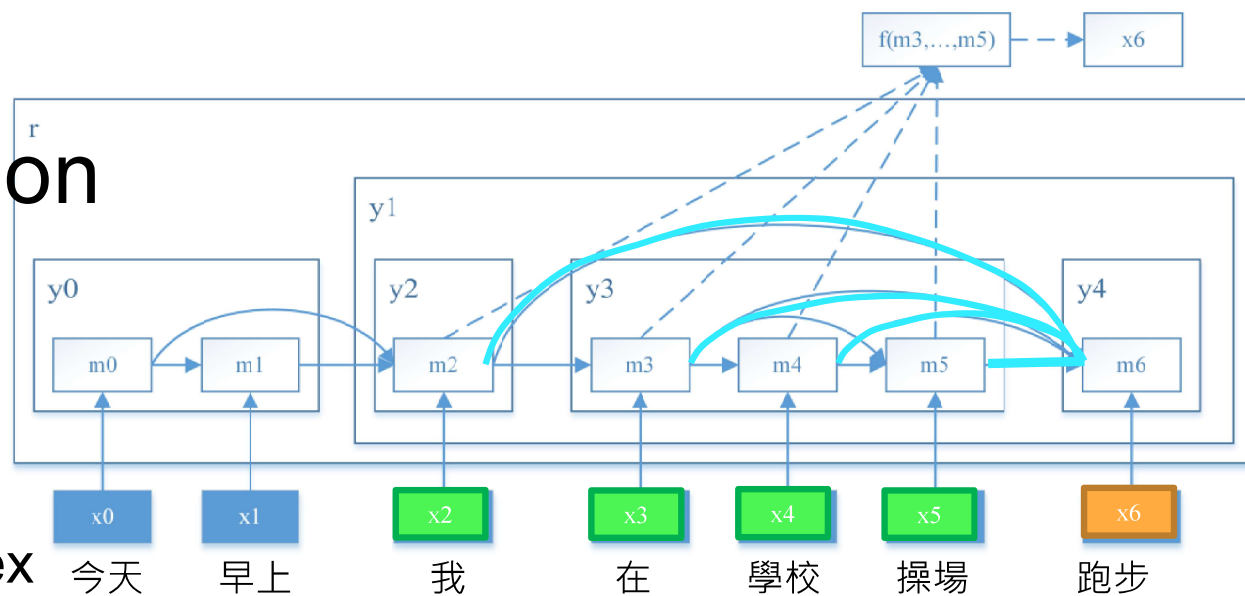 f(m3,...,m5) x6
r
on
y1
y0 y2 y3 y4
m0 m1 m2 m3 m4 m5 m6
x0 x1 x2 x3 x4 x5 x6
ex 今天 早上 我 在 學校 操場 跑步